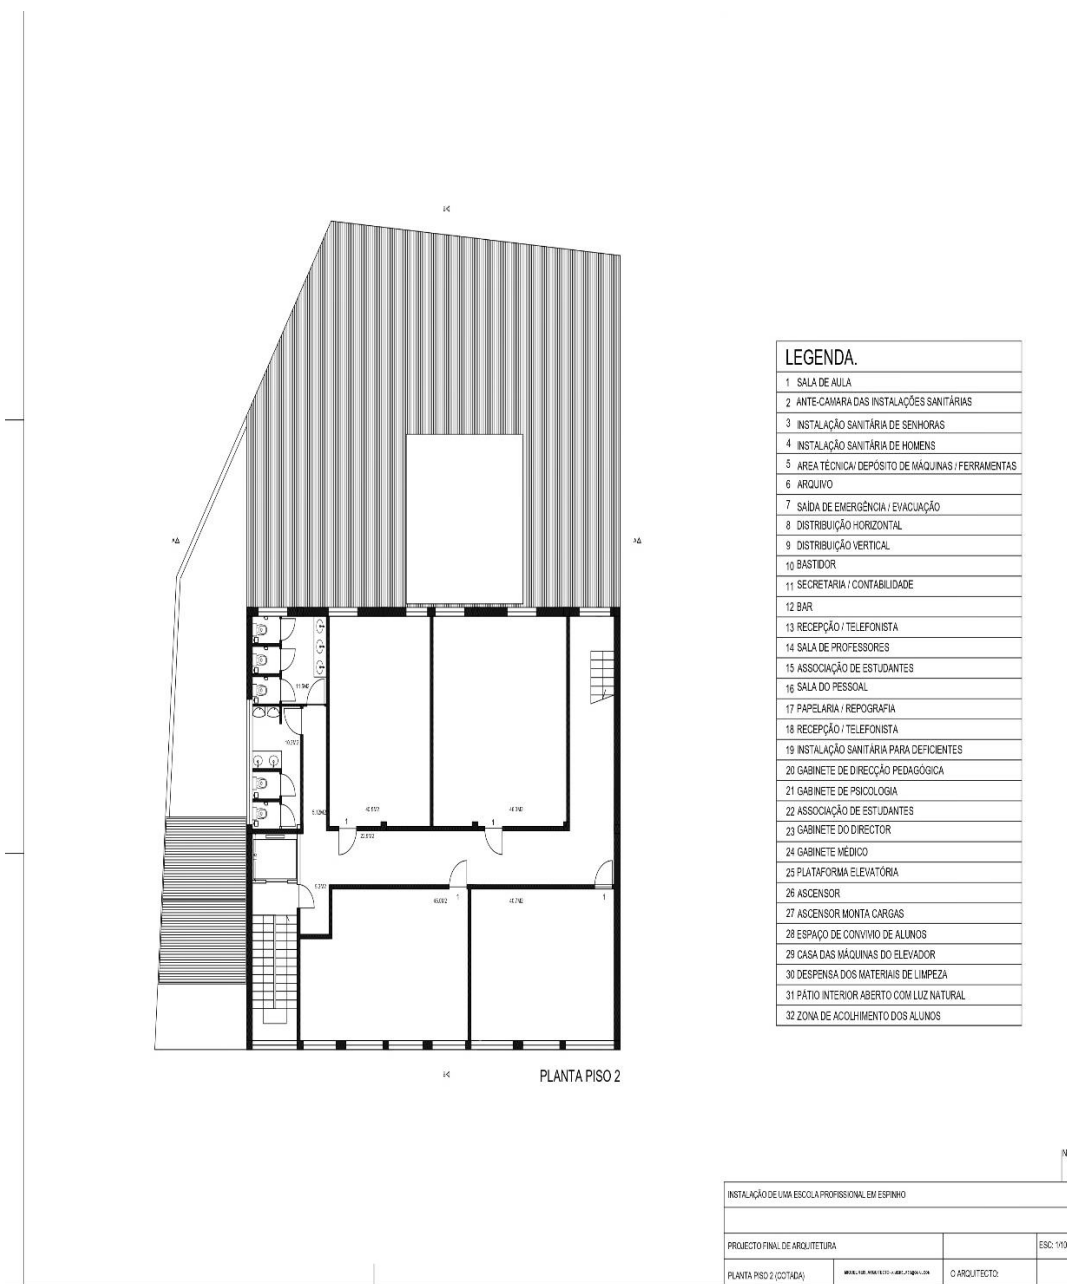 LEGENDA.
1 SALA DE AULA
2 ANTE-CAMARA DAS INSTALAÇÕES SANITÁRIAS
3 INSTALAÇÃO SANITÁRIA DE SENHORAS
4 INSTALAÇÃO SANITÁRIA DE HOMENS
5 AREA TÉCNICA/ DEPÓSITO DE MÁQUINAS / FERRAMENTAS
6 ARQUIVO
7 SAÍDA DE EMERGÊNCIA / EVACUAÇÃO
8 DISTRIBUIÇÃO HORIZONTAL
9 DISTRIBUIÇÃO VERTICAL
10 BASTIDOR
11 SECRETARIA / CONTABILIDADE
12 BAR
13 RECEPÇÃO / TELEFONISTA
14 SALA DE PROFESSORES
15 ASSOCIAÇÃO DE ESTUDANTES
16 SALA DO PESSOAL
17 PAPELARIA / REPOGRAFIA
18 RECEPÇÃO / TELEFONISTA
19 INSTALAÇÃO SANITÁRIA PARA DEFICIENTES
20 GABINETE DE DIRECÇÃO PEDAGÓGICA
21 GABINETE DE PSICOLOGIA
22 ASSOCIAÇÃO DE ESTUDANTES
23 GABINETE DO DIRECTOR
24 GABINETE MÉDICO
25 PLATAFORMA ELEVATÓRIA
26 ASCENSOR
27 ASCENSOR MONTA CARGAS
28 ESPAÇO DE CONVIVIO DE ALUNOS
29 CASA DAS MÁQUINAS DO ELEVADOR
30 DESPENSA DOS MATERIAIS DE LIMPEZA
31 PÁTIO INTERIOR ABERTO COM LUZ NATURAL
32 ZONA DE ACOLHIMENTO DOS ALUNOS
1
1
1
1
PLANTA PISO 2
INSTALAÇÃO DE UMA ESCOLA PROFISSIONAL EM ESPINHO
PROJECTO FINAL DE ARQUITETURA
ESC: 1/10
PLANTA PISO 2 (COTADA)
O ARQUITECTO: